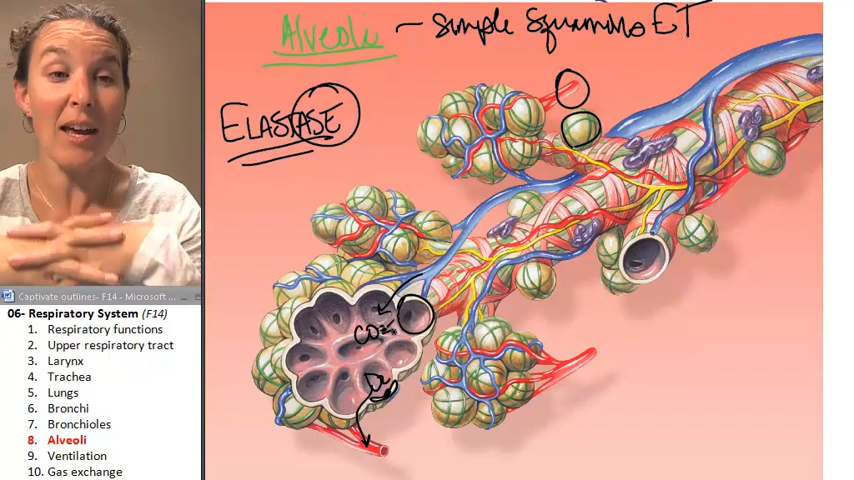 Alveoli - simple squamous ET
ELASTASE
CO₂
O₂
Captivate outlines- F14 - Microsoft ...
06- Respiratory System (F14)
1. Respiratory functions
2. Upper respiratory tract
3. Larynx
4. Trachea
5. Lungs
6. Bronchi
7. Bronchioles
8. Alveoli
9. Ventilation
10. Gas exchange